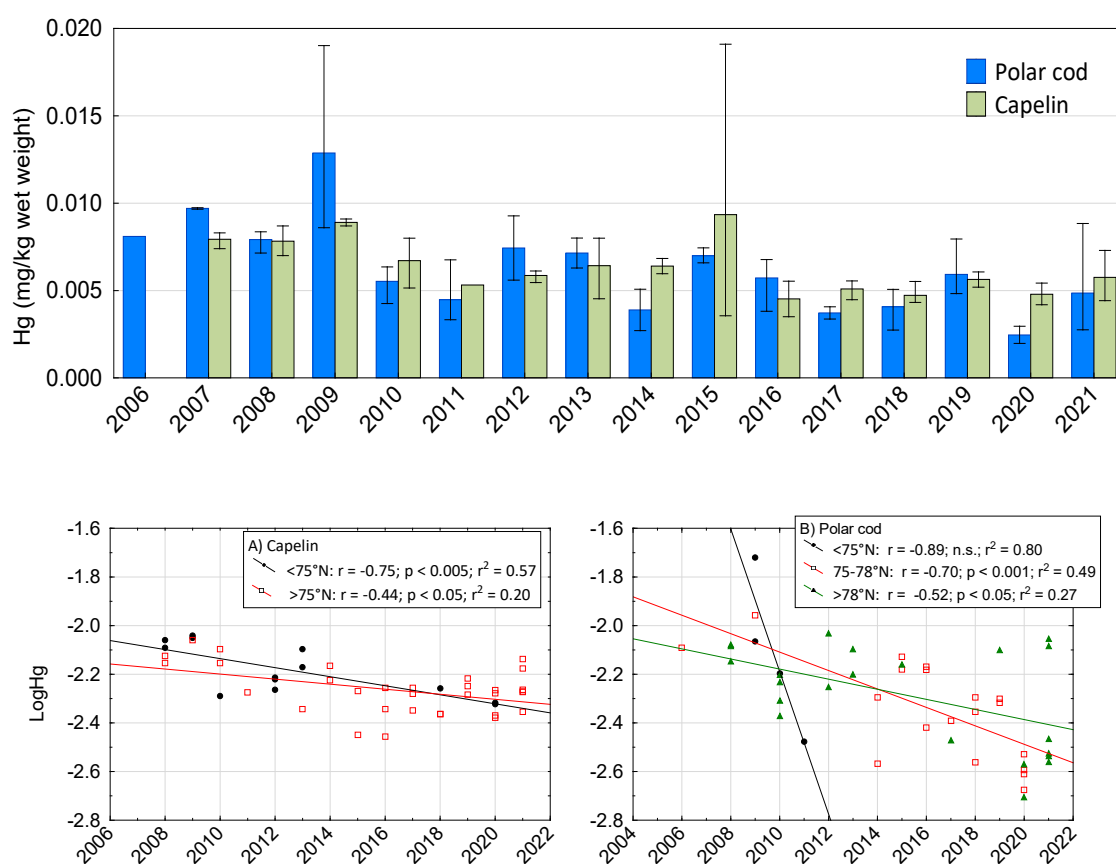 0.020
0.015
0.010
0.005
0.000
Hg (mg/kg wet weight)
Polar cod
Capelin
2006 2007 2008 2009 2010 2011 2012 2013 2014 2015 2016 2017 2018 2019 2020 2021
-1.6
-1.8
-2.0
-2.2
-2.4
-2.6
-2.8
LogHg
A) Capelin
<75°N: r = -0.75; p < 0.005; r² = 0.57
>75°N: r = -0.44; p < 0.05; r² = 0.20
2006 2008 2010 2012 2014 2016 2018 2020 2022
-1.6
-1.8
-2.0
-2.2
-2.4
-2.6
-2.8
B) Polar cod
<75°N: r = -0.89; n.s.; r² = 0.80
75-78°N: r = -0.70; p < 0.001; r² = 0.49
>78°N: r = -0.52; p < 0.05; r² = 0.27
2004 2006 2008 2010 2012 2014 2016 2018 2020 2022